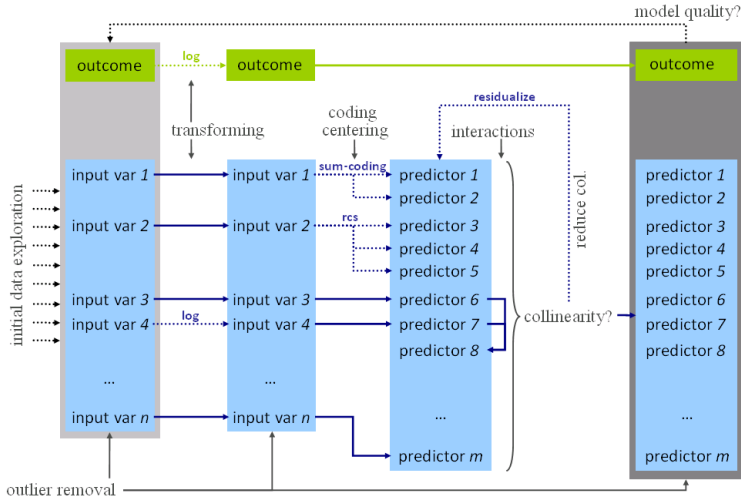 model quality?
outcome
log
outcome
outcome
transforming
coding
centering
residualize
interactions
initial data exploration
input var 1
input var 2
input var 3
input var 4
...
input var n
log
input var 1
input var 2
input var 3
input var 4
...
input var n
sum-coding
rcs
predictor 1
predictor 2
predictor 3
predictor 4
predictor 5
predictor 6
predictor 7
predictor 8
...
predictor m
reduce col.
collinearity?
predictor 1
predictor 2
predictor 3
predictor 4
predictor 5
predictor 6
predictor 7
predictor 8
...
predictor m
outlier removal